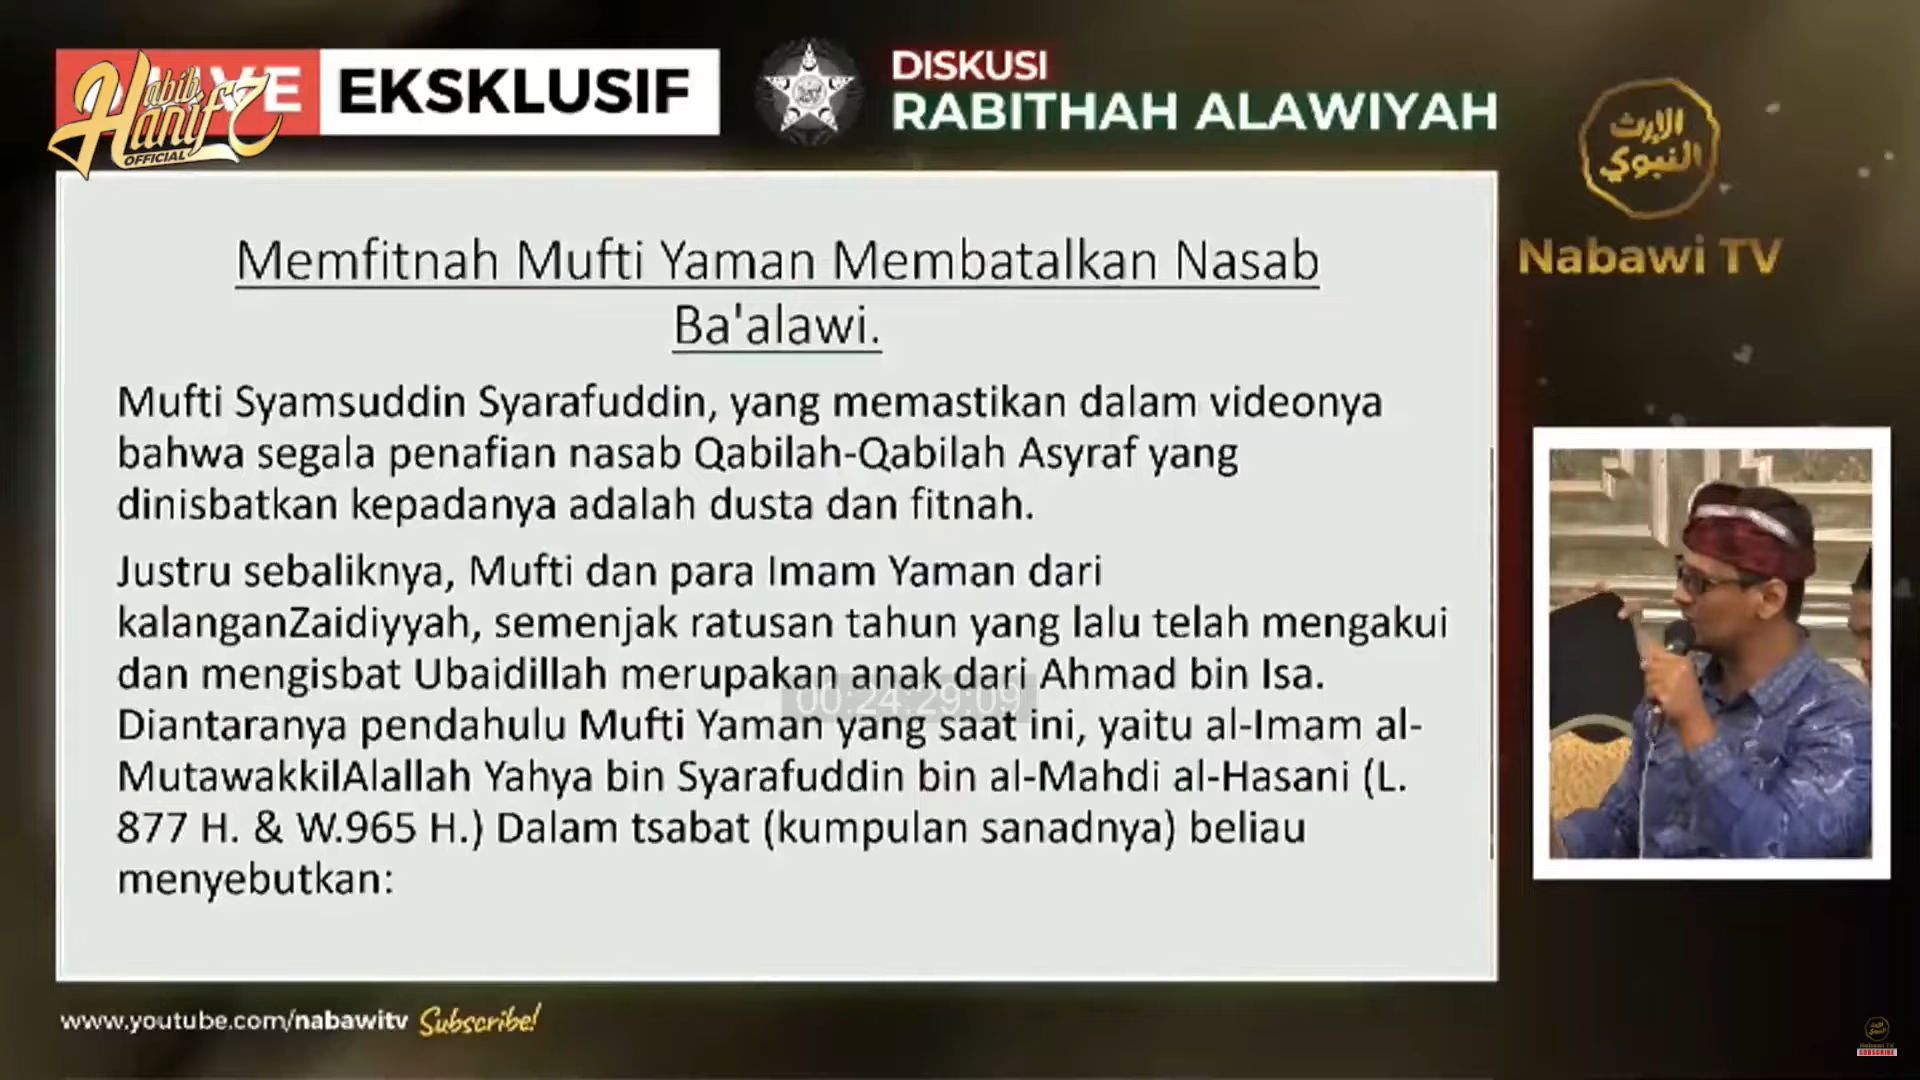 LIVE EKSKLUSIF
Habib Hanif
OFFICIAL
DISKUSI
RABITHAH ALAWIYAH
الإرث
النبوي
Nabawi TV
Memfitnah Mufti Yaman Membatalkan Nasab
Ba'alawi.
Mufti Syamsuddin Syarafuddin, yang memastikan dalam videonya
bahwa segala penafian nasab Qabilah-Qabilah Asyraf yang
dinisbatkan kepadanya adalah dusta dan fitnah.
Justru sebaliknya, Mufti dan para Imam Yaman dari
kalanganZaidiyyah, semenjak ratusan tahun yang lalu telah mengakui
dan mengisbat Ubaidillah merupakan anak dari Ahmad bin Isa.
00:24:29:09
Diantaranya pendahulu Mufti Yaman yang saat ini, yaitu al-Imam al-
MutawakkilAlallah Yahya bin Syarafuddin bin al-Mahdi al-Hasani (L.
877 H. & W.965 H.) Dalam tsabat (kumpulan sanadnya) beliau
menyebutkan:
www.youtube.com/nabawitv Subscribe!
Nabawi TV
SUBSCRIBE